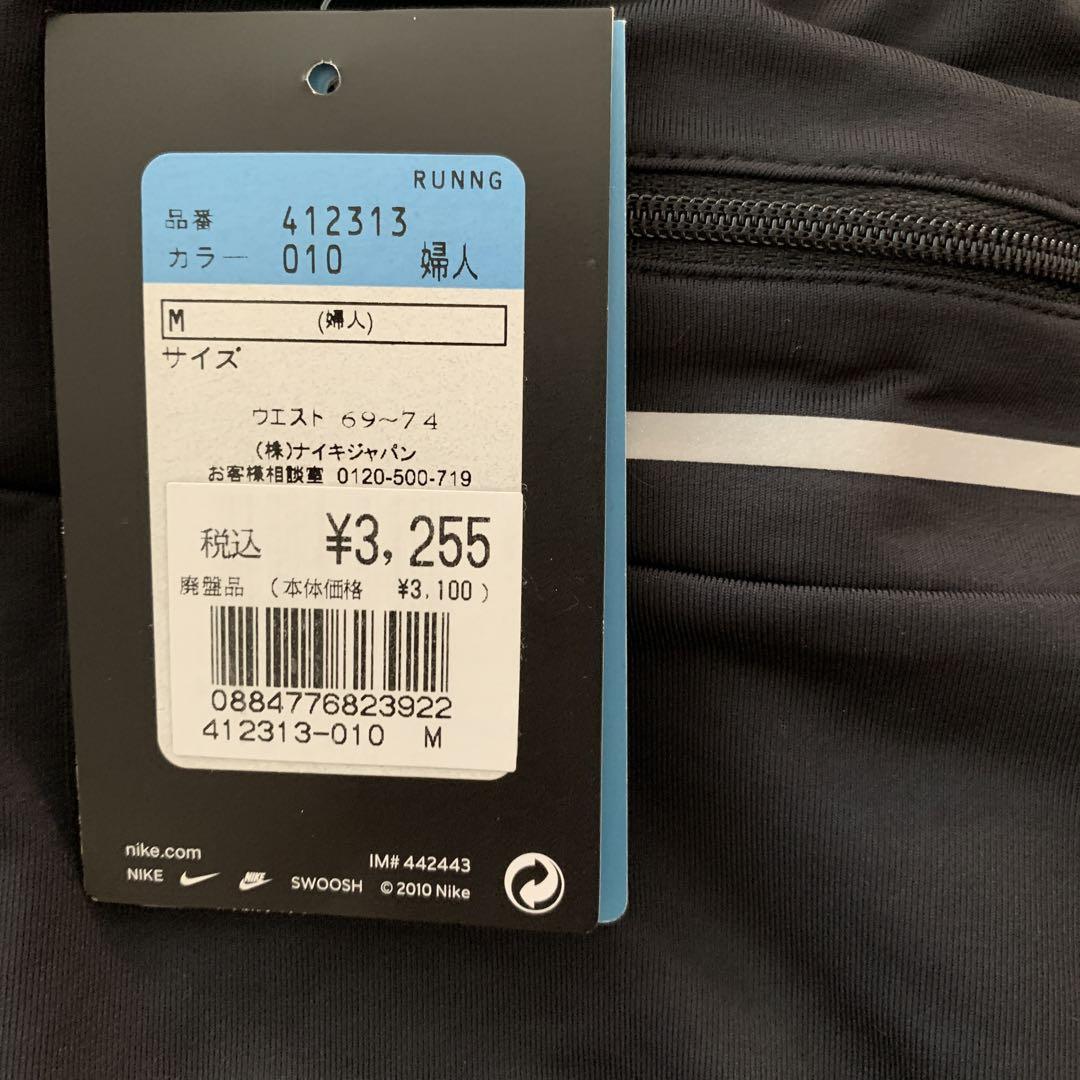 RUNNG
品番 412313
カラー 010 婦人
M (婦人)
サイズ
ウエスト 69~74
(株)ナイキジャパン
お客様相談室 0120-500-719
税込 ¥3,255
廃盤品 (本体価格 ¥3,100)
0884776823922
412313-010 M
nike.com
IM# 442443
NIKE NIKE SWOOSH © 2010 Nike